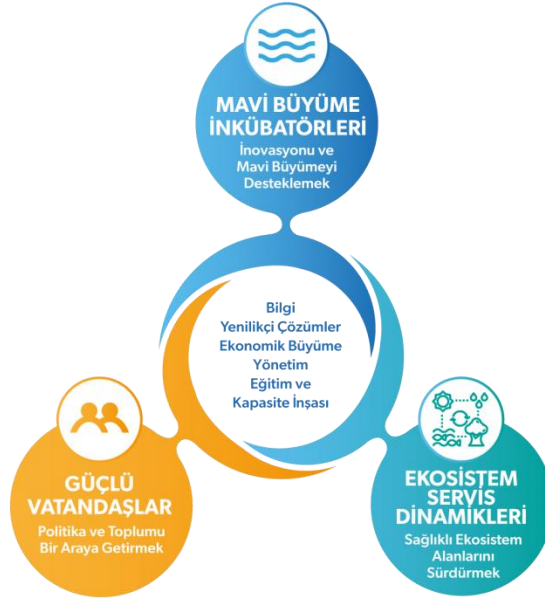 MAVİ BÜYÜME
İNKÜBATÖRLERİ
İnovasyonu ve
Mavi Büyümeyi
Desteklemek
Bilgi
Yenilikçi Çözümler
Ekonomik Büyüme
Yönetim
Eğitim ve
Kapasite İnşası
GÜÇLÜ
VATANDAŞLAR
Politika ve Toplumu
Bir Araya Getirmek
EKOSİSTEM
SERVİS
DİNAMİKLERİ
Sağlıklı Ekosistem
Alanlarını
Sürdürmek